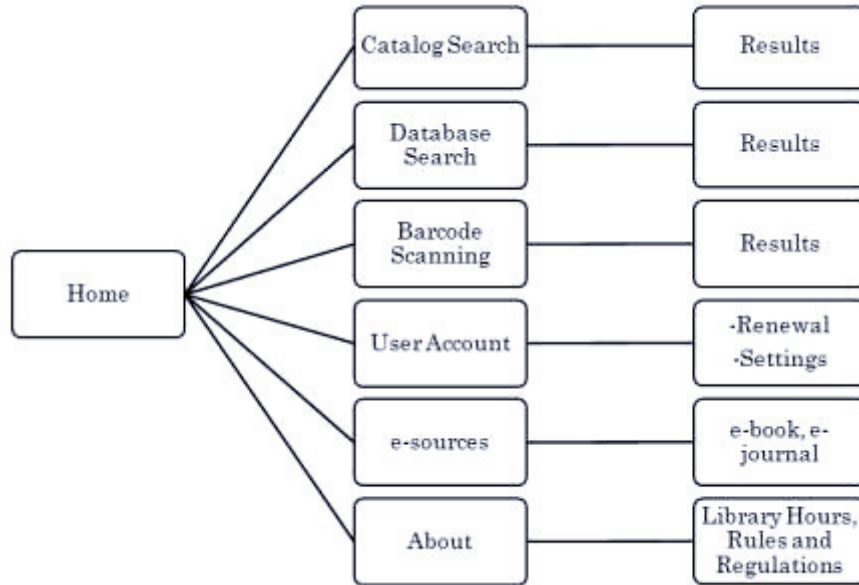 Catalog Search
Results
Database
Search
Results
Barcode
Scanning
Results
Home
User Account
-Renewal
-Settings
e-sources
e-book, e-
journal
About
Library Hours,
Rules and
Regulations